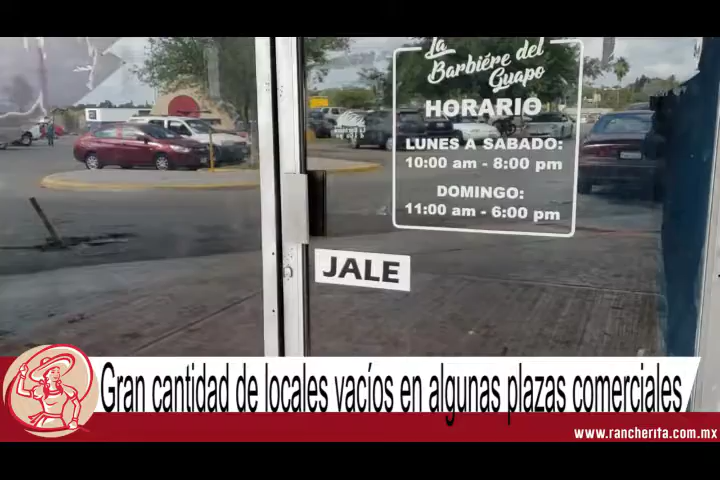 La
Barbiére del
Guapo
HORARIO
LUNES A SABADO:
10:00 am - 8:00 pm
DOMINGO:
11:00 am - 6:00 pm
JALE
Gran cantidad de locales vacíos en algunas plazas comerciales
www.rancherita.com.mx